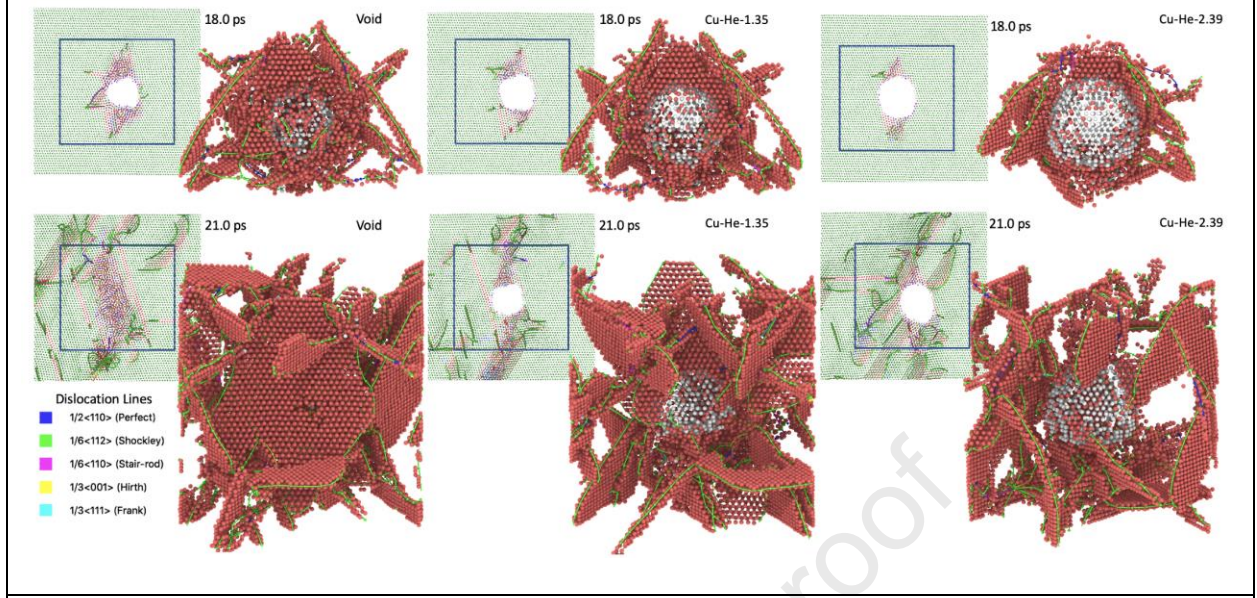 18.0 ps Void
18.0 ps Cu-He-1.35
18.0 ps Cu-He-2.39
21.0 ps Void
21.0 ps Cu-He-1.35
21.0 ps Cu-He-2.39
Dislocation Lines
1/2<110> (Perfect)
1/6<112> (Shockley)
1/6<110> (Stair-rod)
1/3<001> (Hirth)
1/3<111> (Frank)
roof